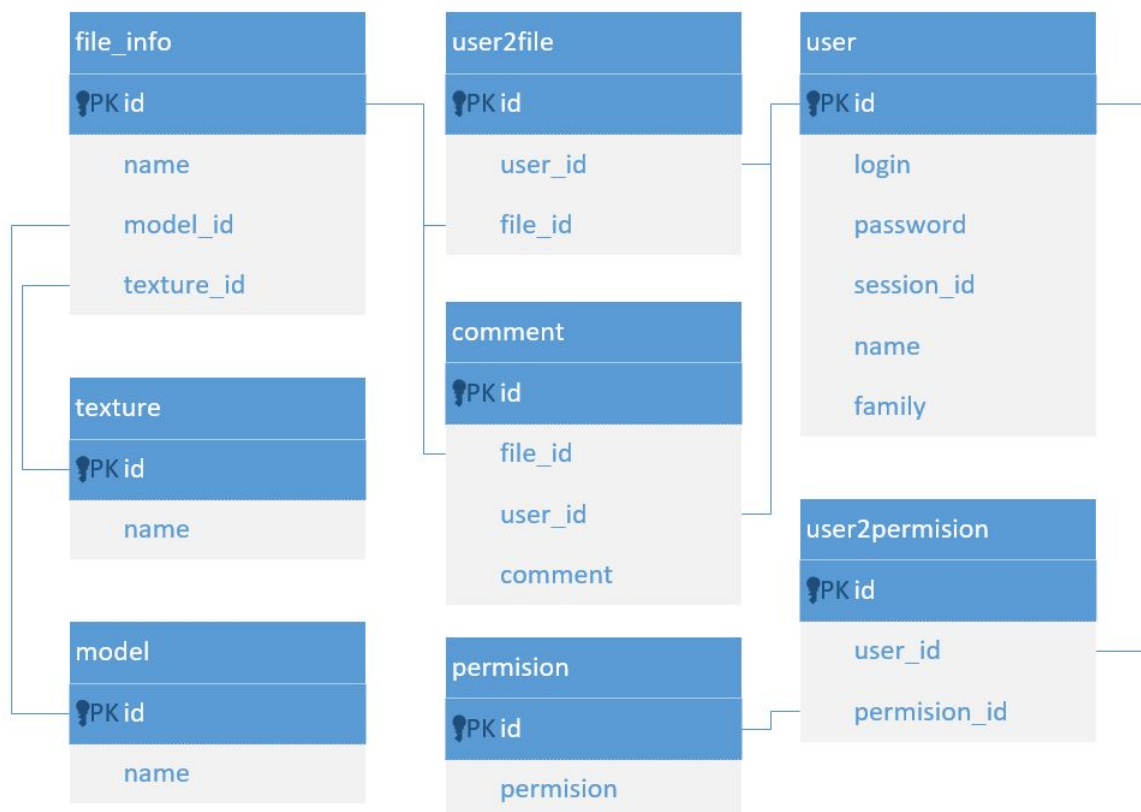 file_info
PK id
name
model_id
texture_id
texture
PK id
name
model
PK id
name
user2file
PK id
user_id
file_id
comment
PK id
file_id
user_id
comment
permision
PK id
permision
user
PK id
login
password
session_id
name
family
user2permision
PK id
user_id
permision_id